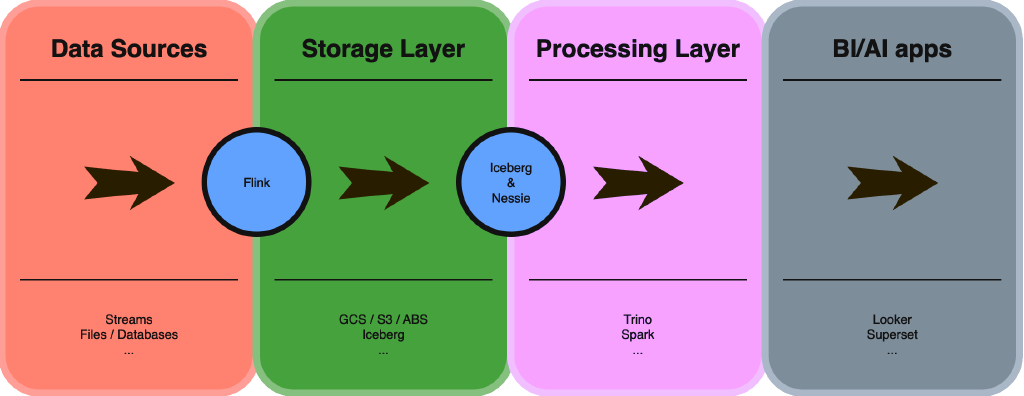 Data Sources
Flink
Streams
Files / Databases
...
Storage Layer
Iceberg
&
Nessie
GCS / S3 / ABS
Iceberg
...
Processing Layer
Trino
Spark
...
BI/AI apps
Looker
Superset
...